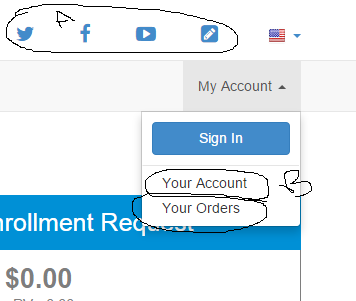 A
My Account
Sign In
Your Account
B
Your Orders
nrollment Request
$0.00